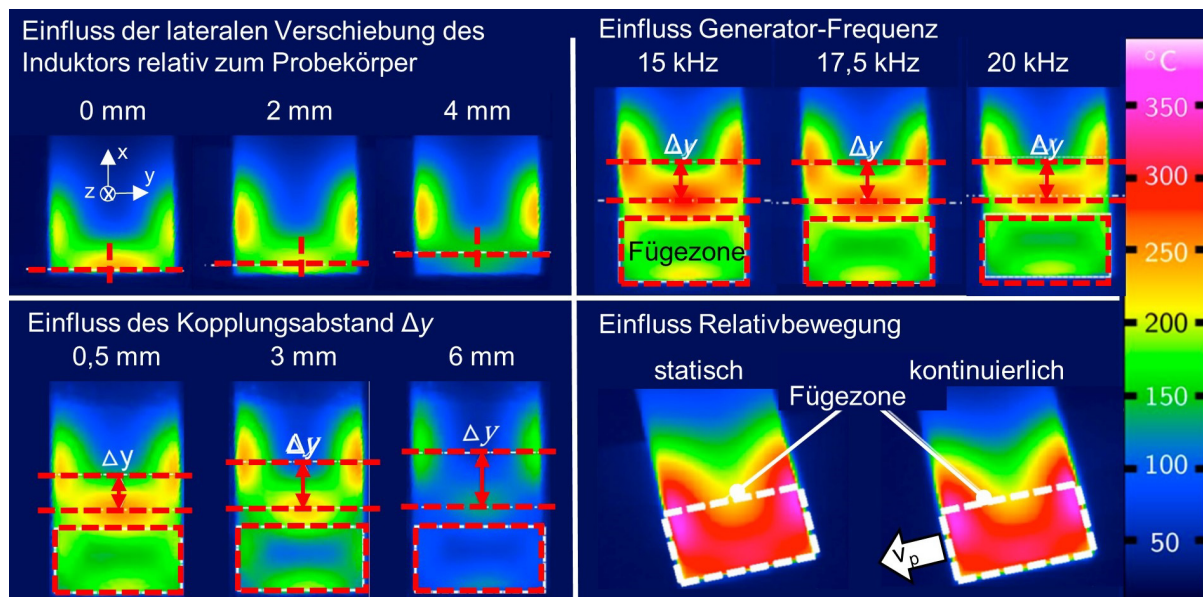 Einfluss der lateralen Verschiebung des
Induktors relativ zum Probekörper
0 mm
2 mm
4 mm
x
z
y
Einfluss Generator-Frequenz
15 kHz
17,5 kHz
20 kHz
Δy
Δy
Δy
Fügezone
Einfluss des Kopplungsabstand Δy
0,5 mm
3 mm
6 mm
Δy
Δy
Δy
Einfluss Relativbewegung
statisch
kontinuierlich
Fügezone
vp
°C
350
300
250
200
150
100
50